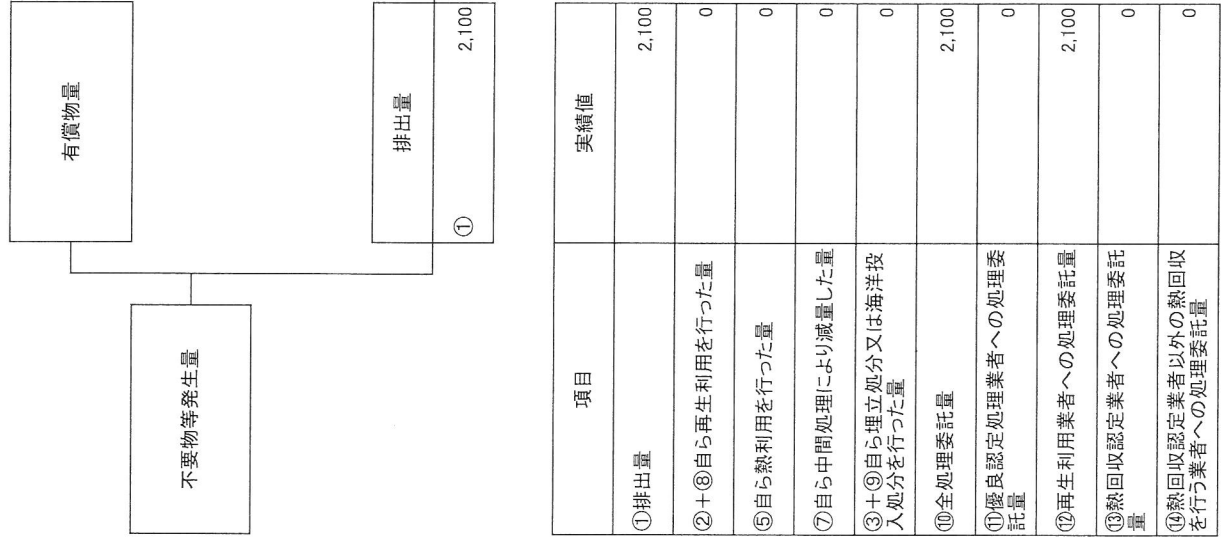 不要物等発生量
有償物量
排出量
① 2,100
項目 実績値
①排出量 2,100
②+⑧自ら再生利用を行った量 0
⑤自ら熱利用を行った量 0
⑦自ら中間処理により減量した量 0
③+⑨自ら埋立処分又は海洋投
入処分を行った量 0
⑩全処理委託量 2,100
⑪優良認定処理業者への処理委
託量 0
⑫再生利用業者への処理委託量 2,100
⑬熱回収認定業者への処理委託
量 0
⑭熱回収認定業者以外の熱回収
を行う業者への処理委託量 0